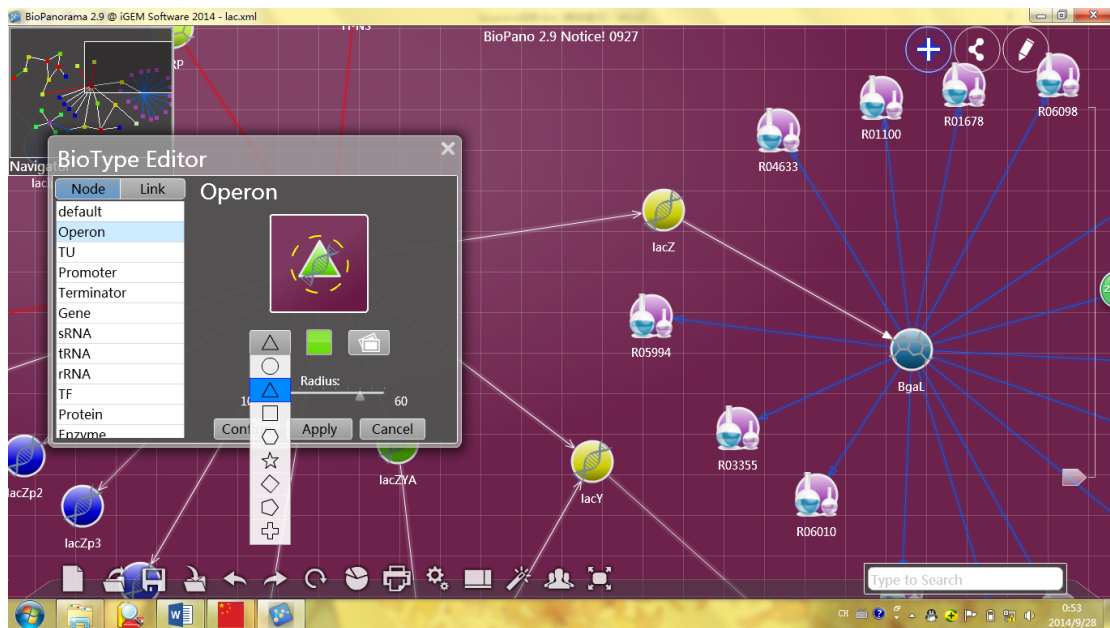 BioPanorama 2.9 @ iGEM Software 2014 - lac.xml
BioPano 2.9 Notice! 0927
Navigator
BioType Editor
Node Link
Operon
default
Operon
TU
Promoter
Terminator
Gene
sRNA
tRNA
rRNA
TF
Protein
Enzyme
Radius:
60
Apply
Cancel
R04633
R01100
R01678
R06098
lacZ
R05994
BgaL
R03355
R06010
lacZYA
lacY
lacZp2
lacZp3
Type to Search
CH
0:53
2014/9/28